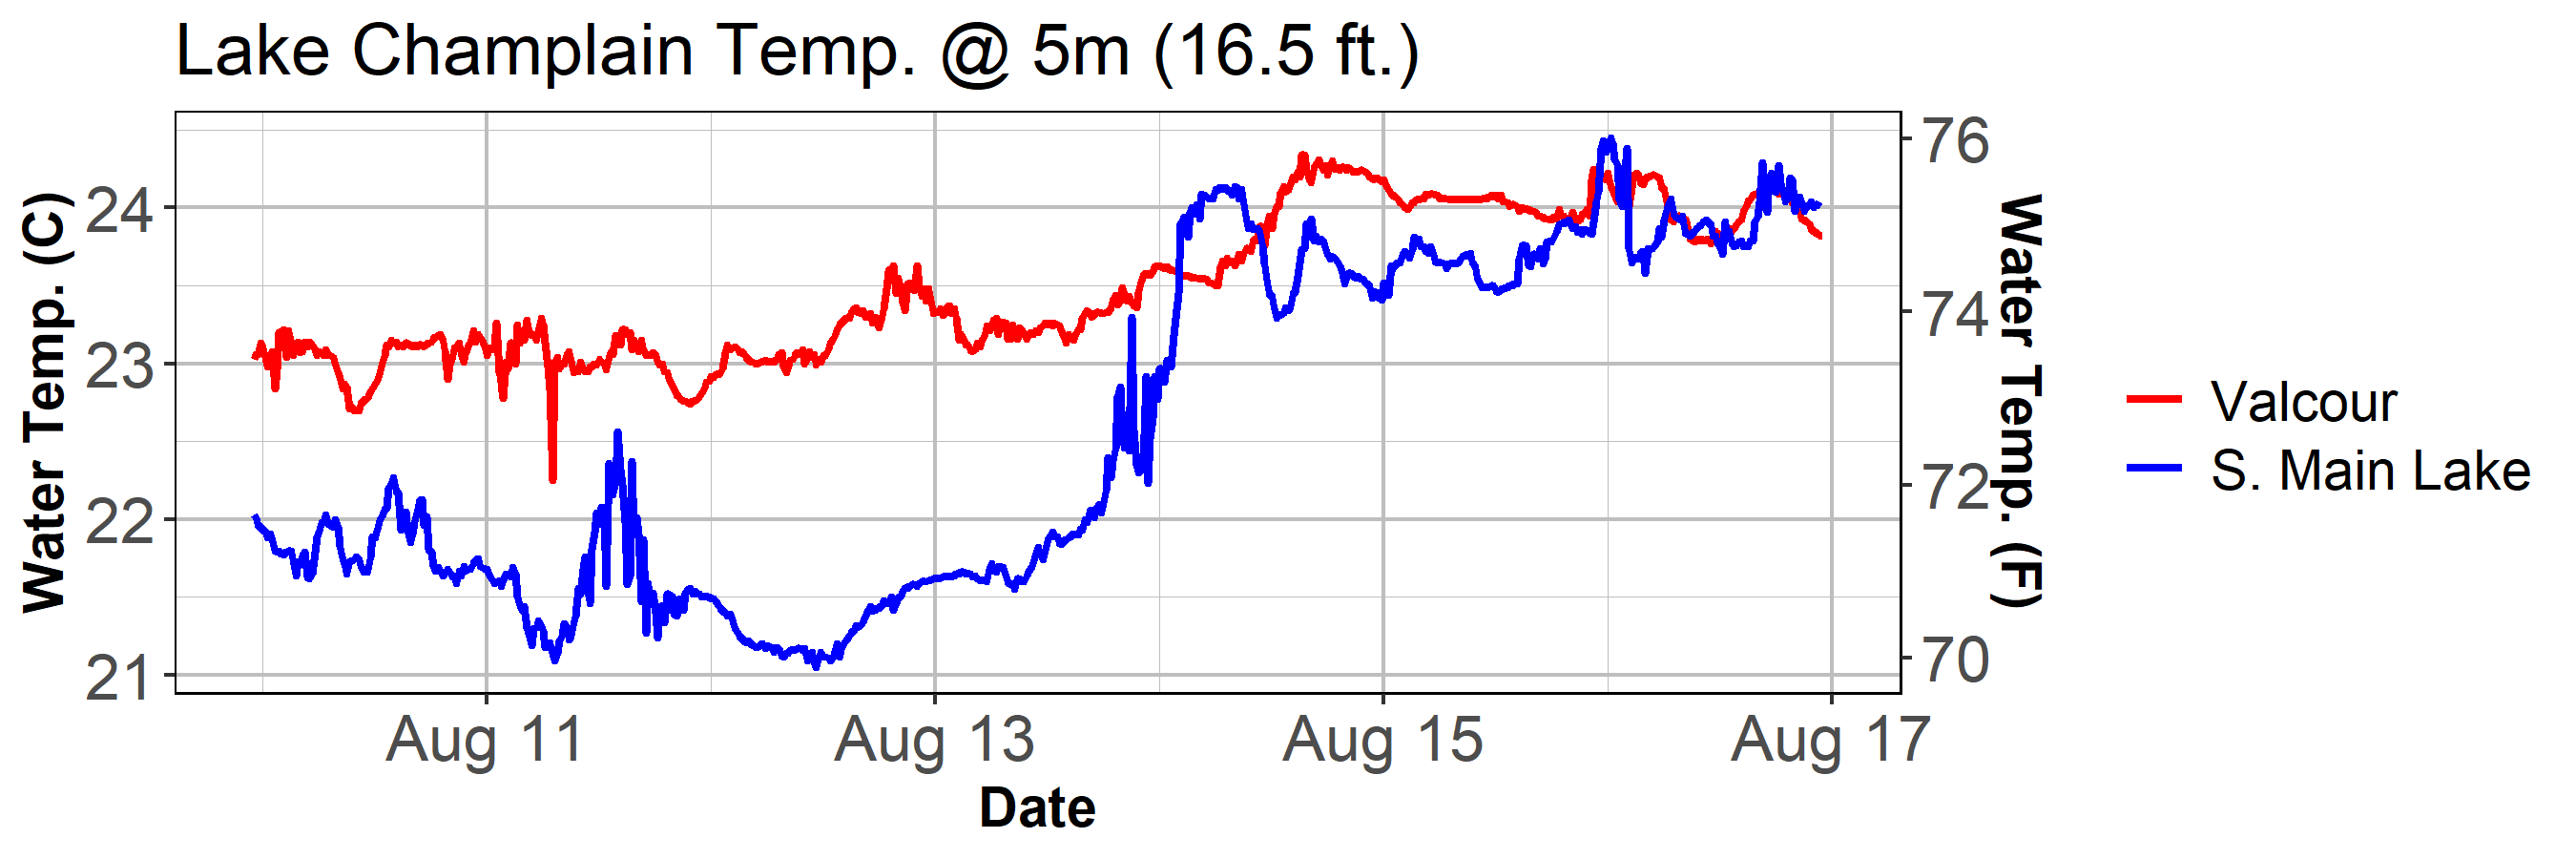 Lake Champlain Temp. @ 5m (16.5 ft.)
Water Temp. (C)
24
23
22
21
76
74
72
70
Water Temp. (F)
Aug 11
Aug 13
Aug 15
Aug 17
Date
Valcour
S. Main Lake